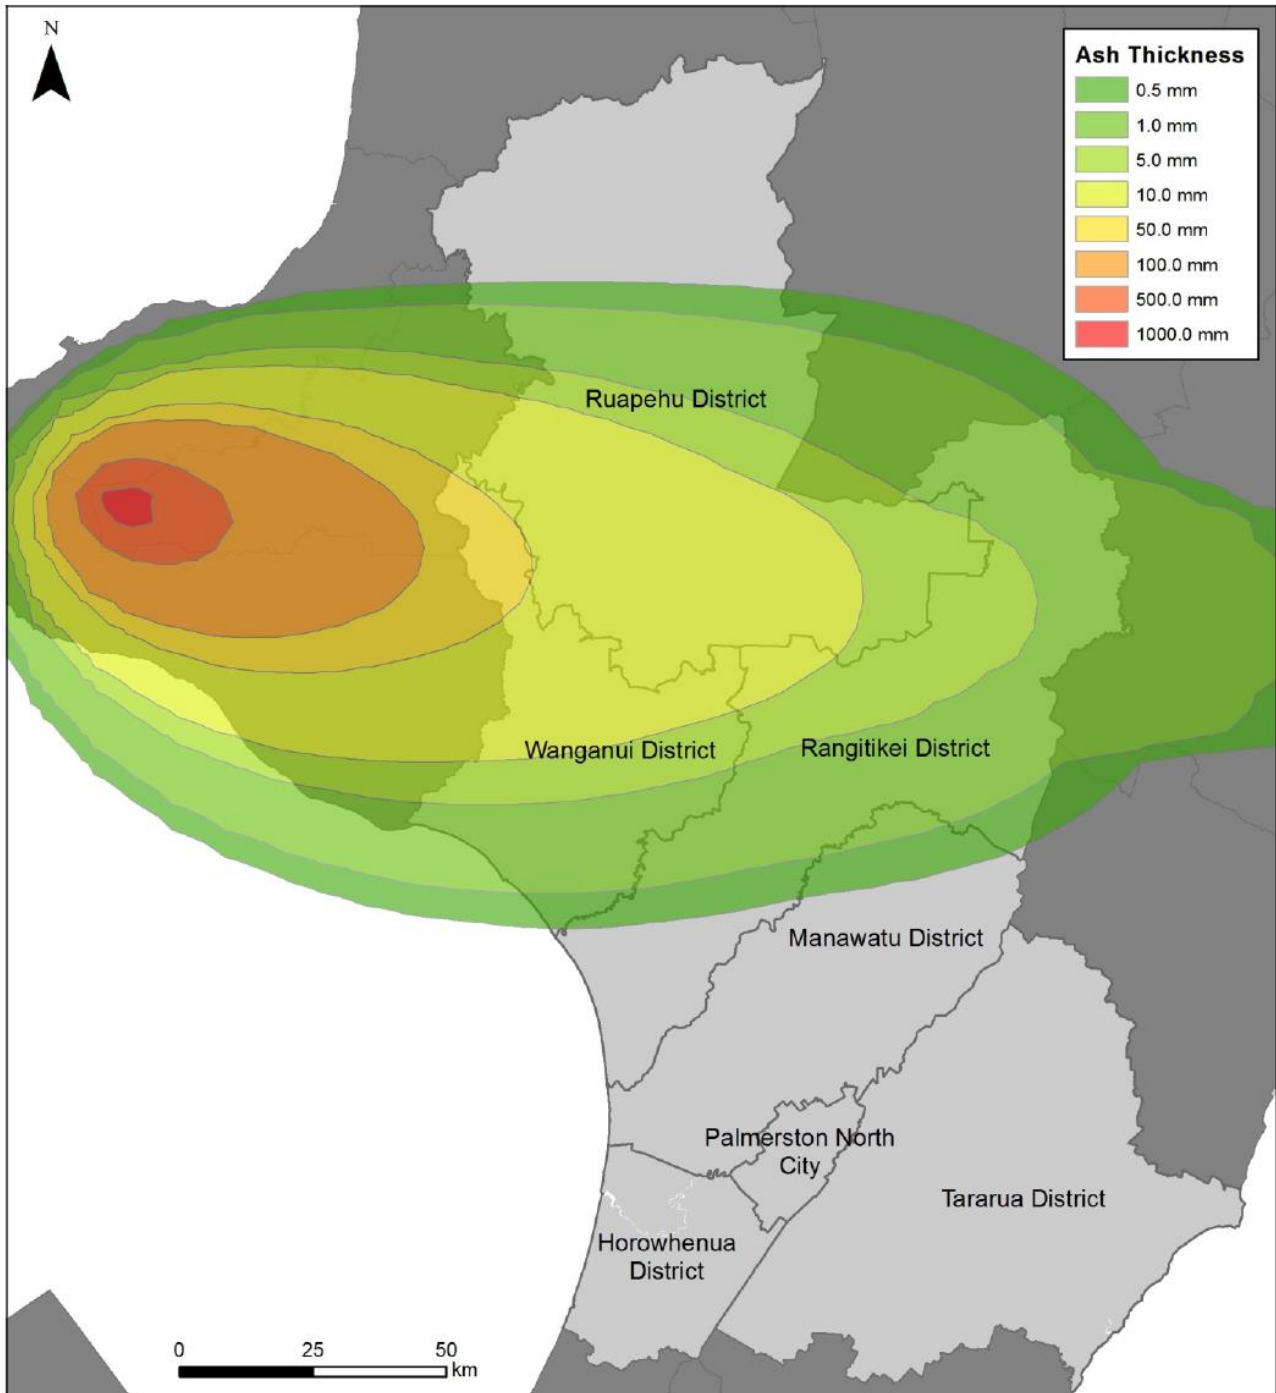 N
Ash Thickness
0.5 mm
1.0 mm
5.0 mm
10.0 mm
50.0 mm
100.0 mm
500.0 mm
1000.0 mm
Ruapehu District
Wanganui District
Rangitikei District
Manawatu District
Palmerston North
City
Tararua District
Horowhenua
District
0 25 50
km